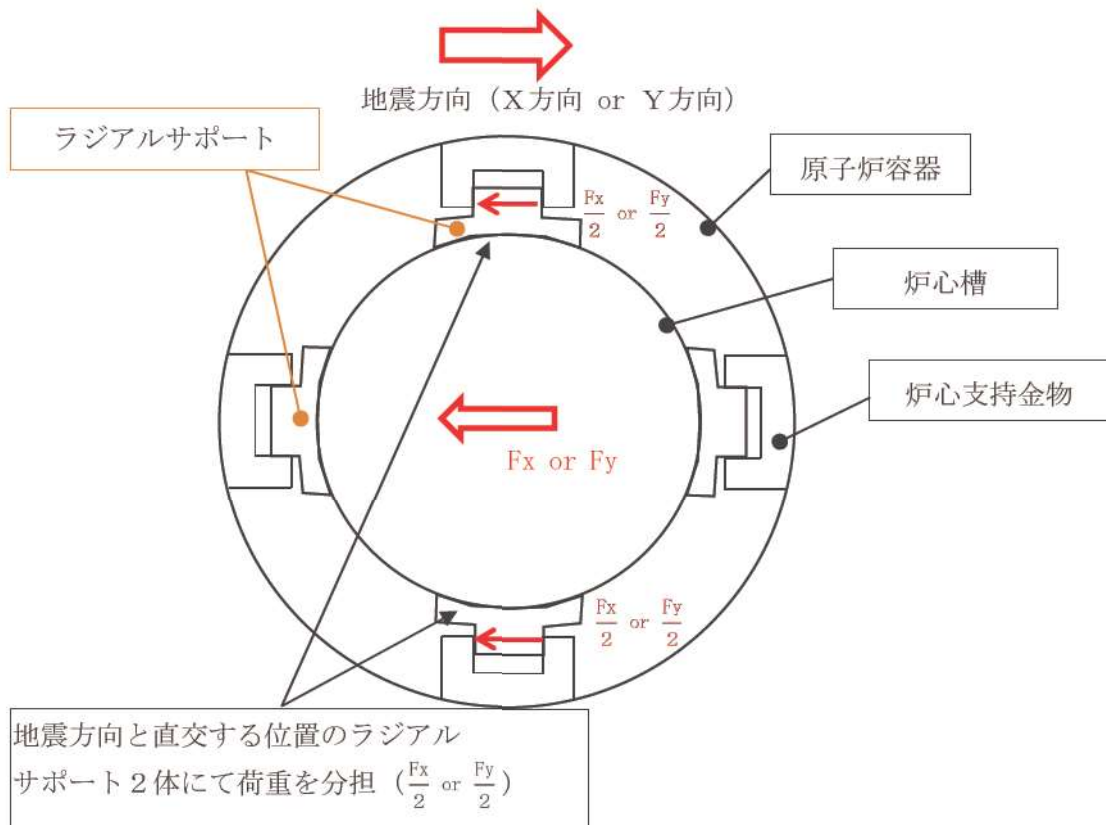 地震方向（Ｘ方向 or Ｙ方向）
ラジアルサポート
原子炉容器
Fx/2 or Fy/2
炉心槽
炉心支持金物
Fx or Fy
Fx/2 or Fy/2
地震方向と直交する位置のラジアル
サポート２体にて荷重を分担（Fx/2 or Fy/2）